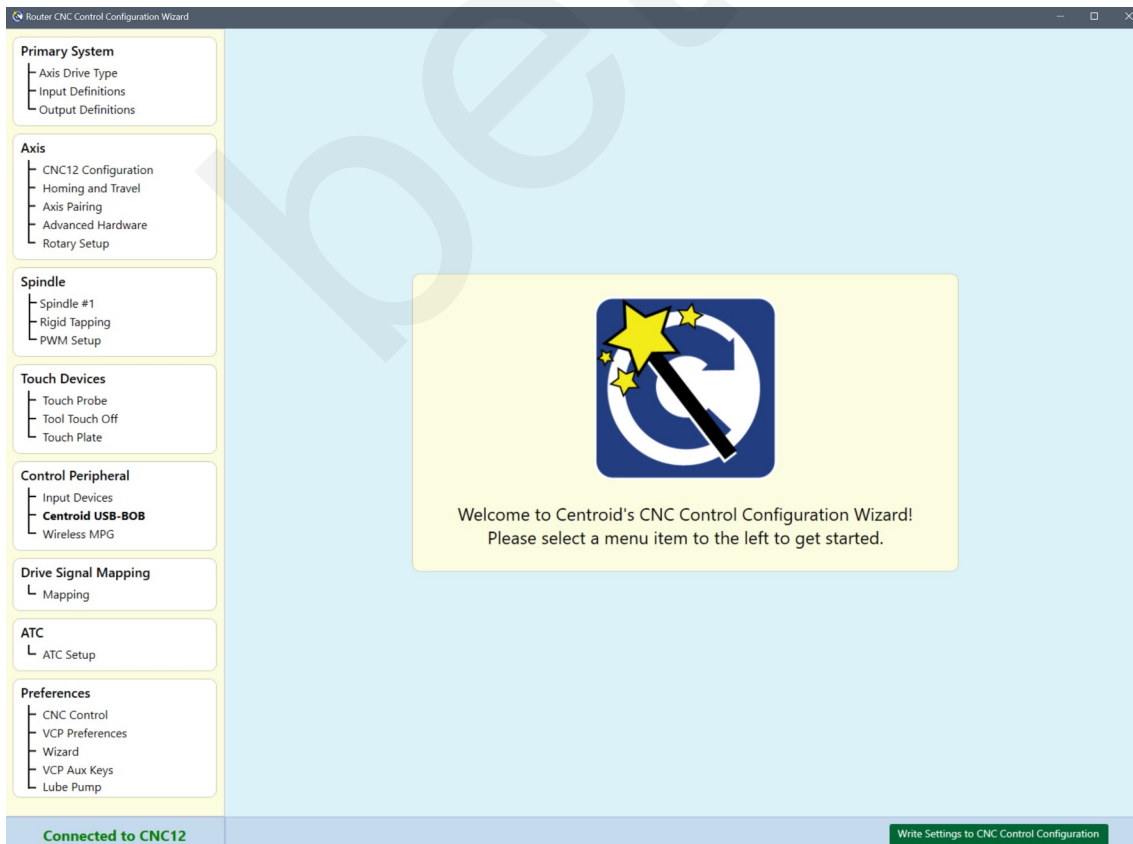 Router CNC Control Configuration Wizard
Primary System
Axis Drive Type
Input Definitions
Output Definitions
Axis
CNC12 Configuration
Homing and Travel
Axis Pairing
Advanced Hardware
Rotary Setup
Spindle
Spindle #1
Rigid Tapping
PWM Setup
Touch Devices
Touch Probe
Tool Touch Off
Touch Plate
Control Peripheral
Input Devices
Centroid USB-BOB
Wireless MPG
Drive Signal Mapping
Mapping
ATC
ATC Setup
Preferences
CNC Control
VCP Preferences
Wizard
VCP Aux Keys
Lube Pump
Connected to CNC12
Welcome to Centroid's CNC Control Configuration Wizard!
Please select a menu item to the left to get started.
Write Settings to CNC Control Configuration